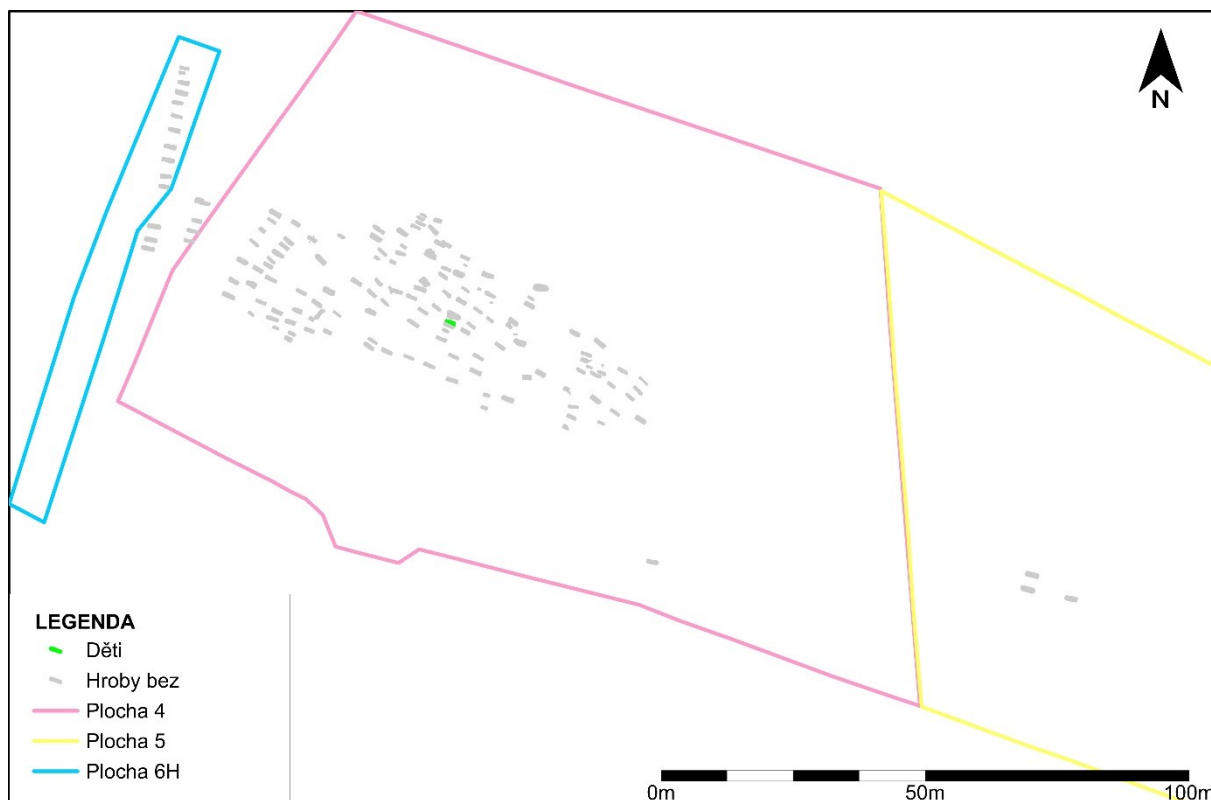 N
LEGENDA
Děti
Hroby bez
Plocha 4
Plocha 5
Plocha 6H
0m 50m 100m